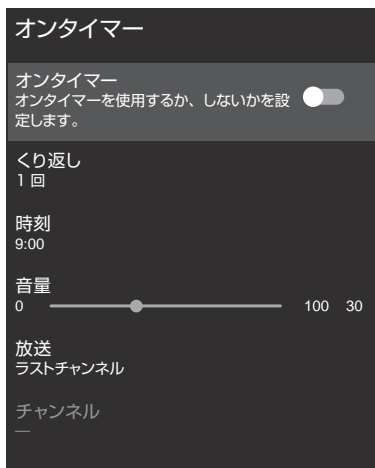 オンタイマー
オンタイマー
オンタイマーを使用するか、しないかを設
定します。
くり返し
1 回
時刻
9:00
音量
0 100 30
放送
ラストチャンネル
チャンネル
—